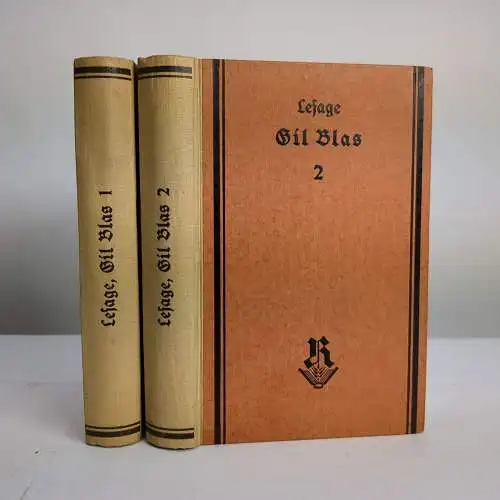 Lesage, Gil Blas 1
Lesage, Gil Blas 2
Lesage
Gil Blas
2
R